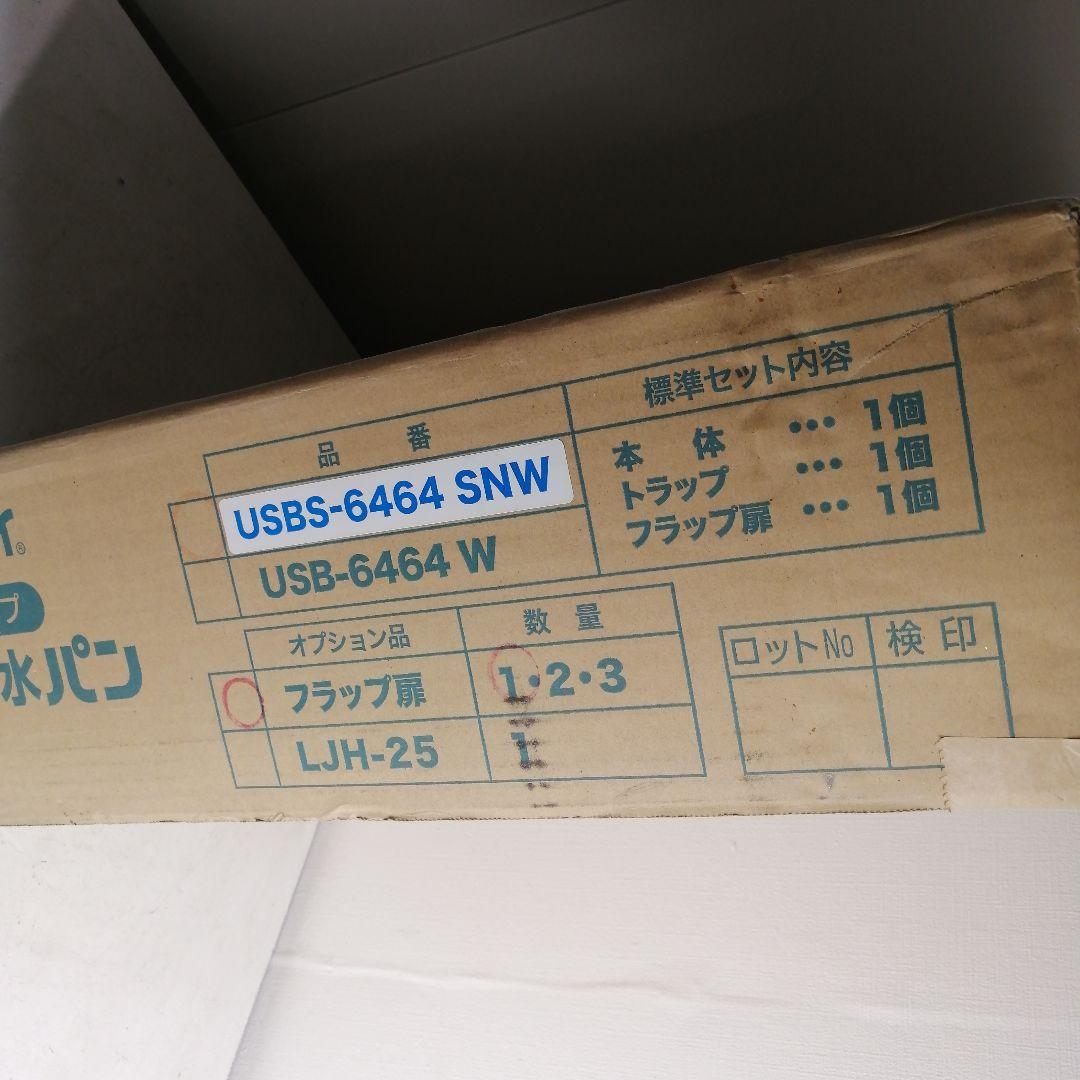 品 番
標準セット内容
USBS-6464 SNW
USB-6464 W
本 体 … 1個
トラップ … 1個
フラップ扉 … 1個
プ
水パン
オプション品 数 量
フラップ扉 1・2・3
LJH-25 1
ロットNo 検 印